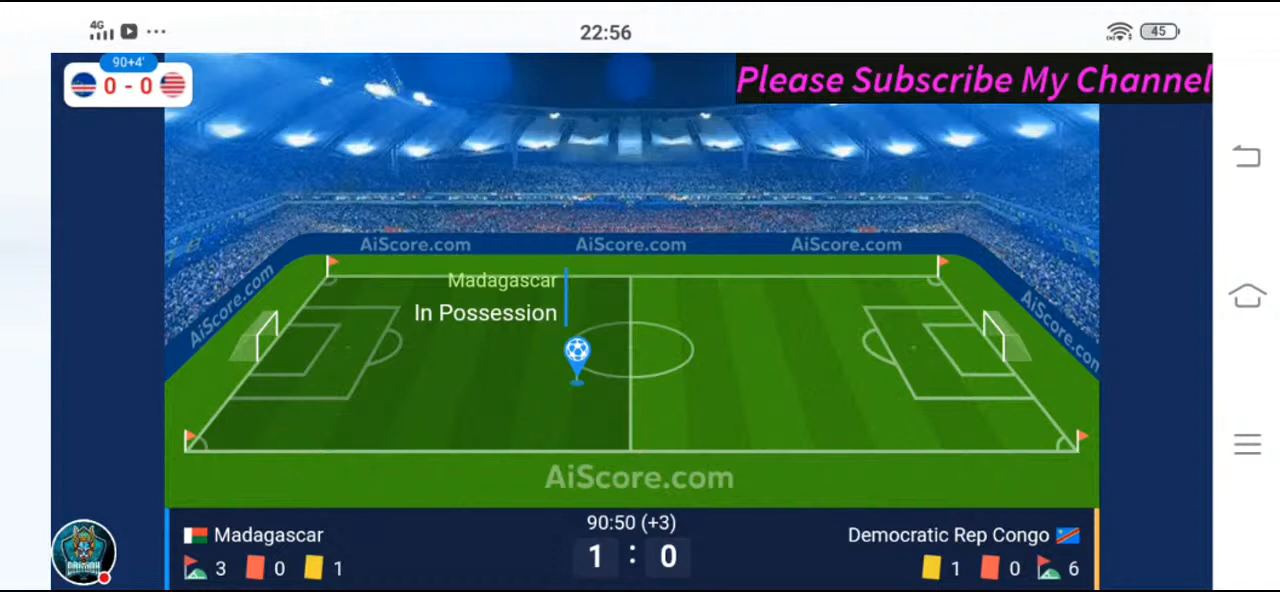 4G
22:56
45
90+4'
0 - 0
Please Subscribe My Channel
AiScore.com AiScore.com AiScore.com
AiScore.com
AiScore.com
Madagascar
In Possession
AiScore.com
90:50 (+3)
Madagascar
1 : 0
Democratic Rep Congo
3 0 1
1 0 6